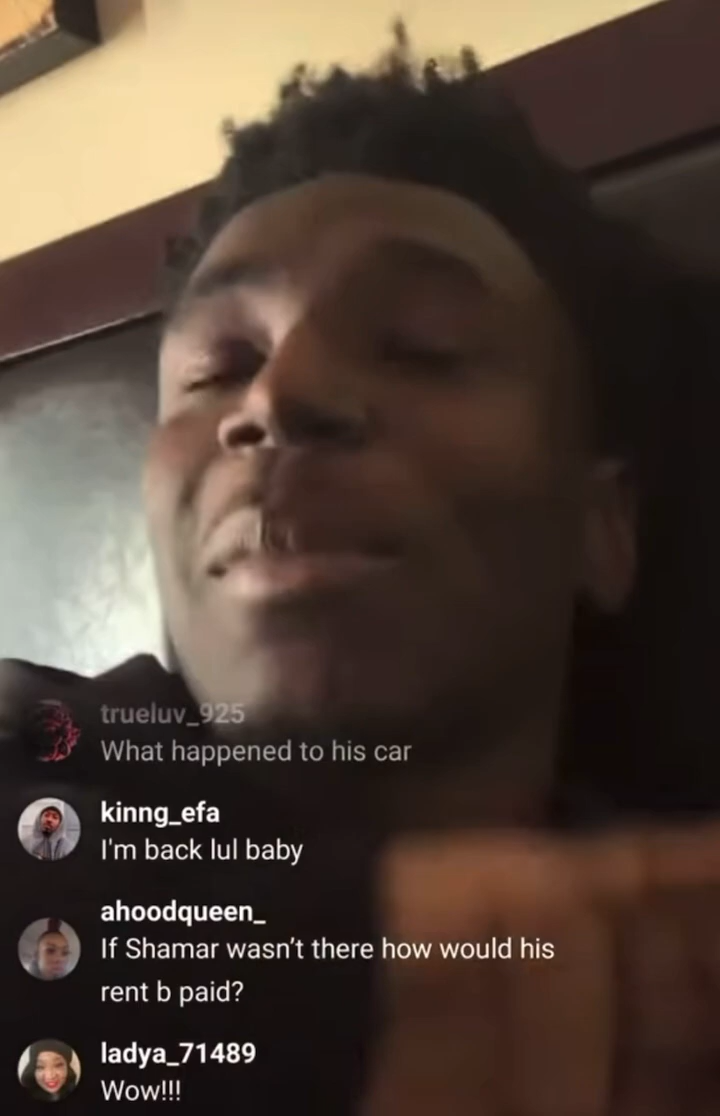 trueluv_925
What happened to his car
kinng_efa
I'm back lul baby
ahoodqueen_
If Shamar wasn't there how would his
rent b paid?
ladya_71489
Wow!!!